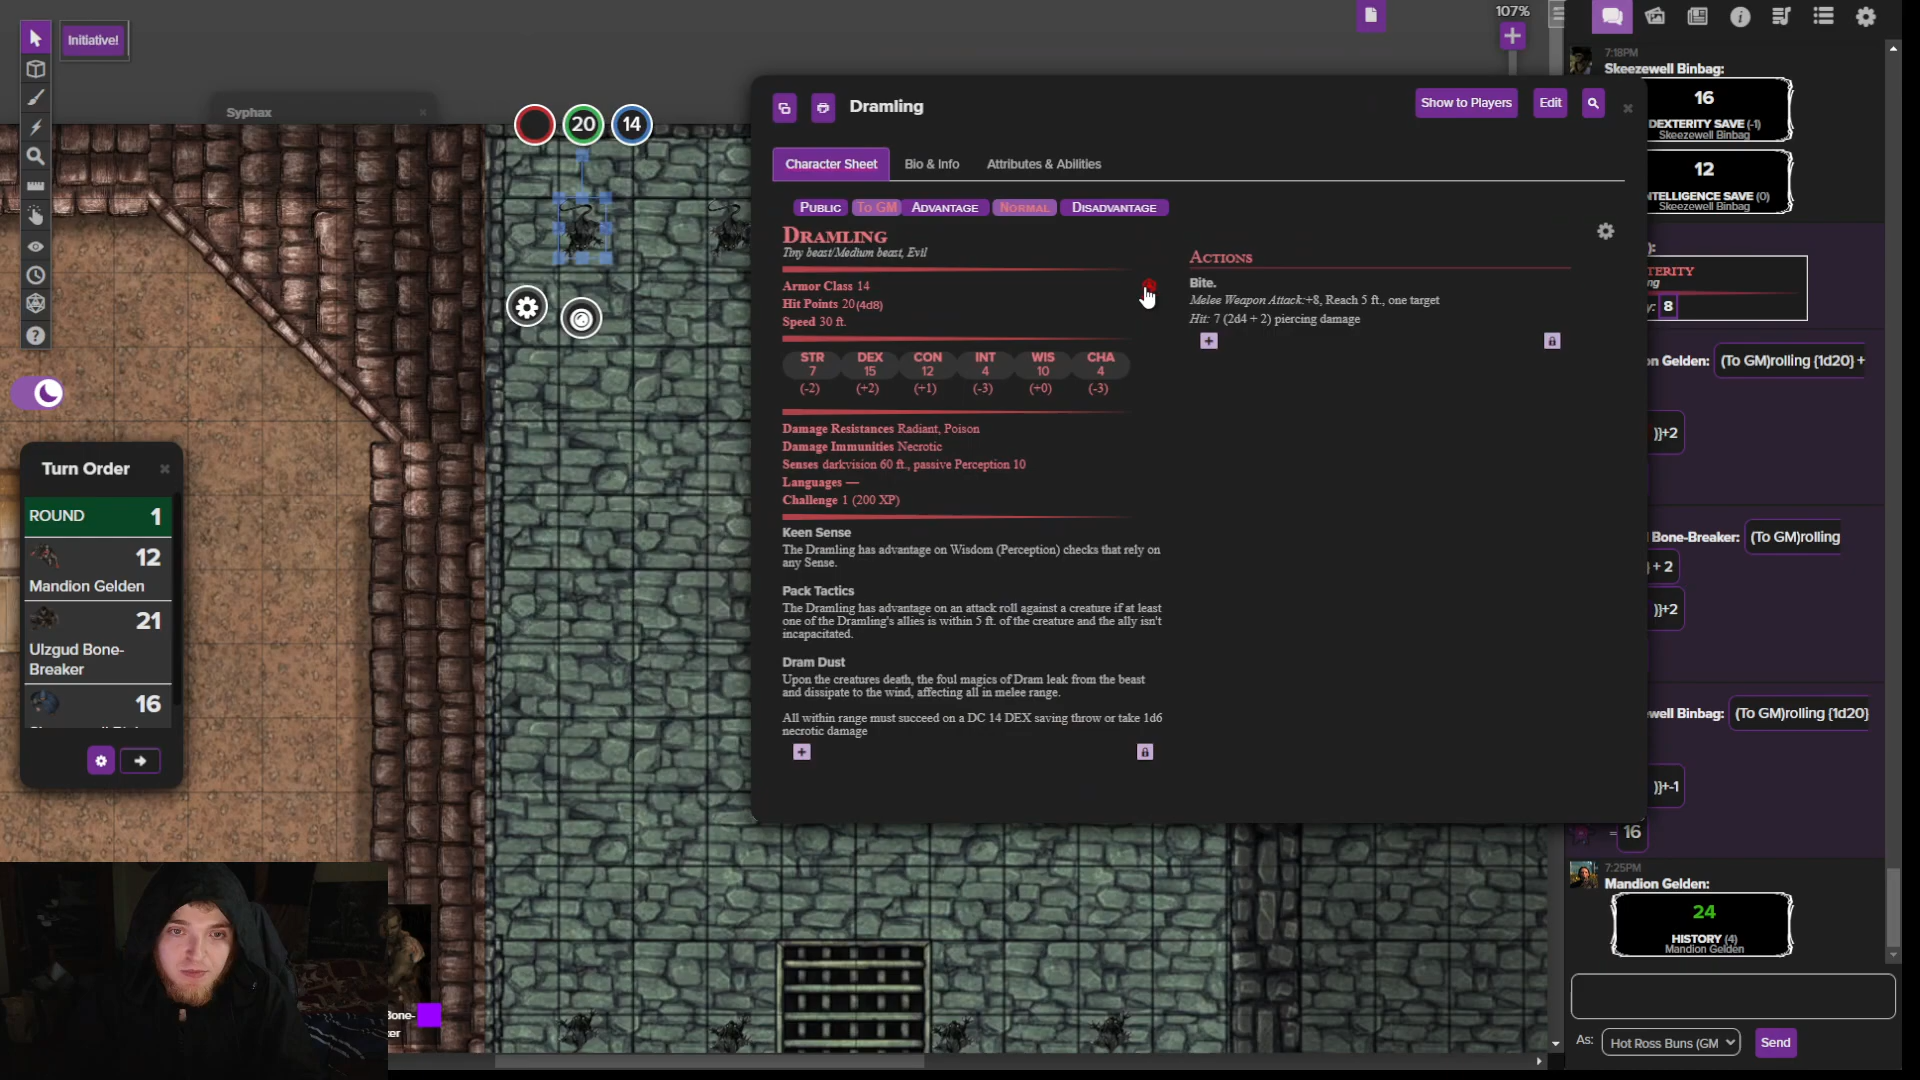 Initiative!
Syphax
20
14
107%
Dramling
Show to Players
Edit
Character Sheet
Bio & Info
Attributes & Abilities
PUBLIC
To GM
ADVANTAGE
NORMAL
DISADVANTAGE
DRAMLING
Tiny beast/Medium beast, Evil
Armor Class 14
Hit Points 20(4d8)
Speed 30 ft.
STR DEX CON INT WIS CHA
7 15 12 4 10 4
(-2) (+2) (+1) (-3) (+0) (-3)
Damage Resistances Radiant, Poison
Damage Immunities Necrotic
Senses darkvision 60 ft., passive Perception 10
Languages —
Challenge 1 (200 XP)
Keen Sense
The Dramling has advantage on Wisdom (Perception) checks that rely on
any Sense.
Pack Tactics
The Dramling has advantage on an attack roll against a creature if at least
one of the Dramling's allies is within 5 ft. of the creature and the ally isn't
incapacitated.
Dram Dust
Upon the creatures death, the foul magics of Dram leak from the beast
and dissipate to the wind, affecting all in melee range.
All within range must succeed on a DC 14 DEX saving throw or take 1d6
necrotic damage
ACTIONS
Bite.
Melee Weapon Attack:+8, Reach 5 ft., one target
Hit: 7 (2d4 + 2) piercing damage
Turn Order
ROUND 1
12
Mandion Gelden
21
Ulzgud Bone-
Breaker
16
7:18PM
Skeezewell Binbag:
16
DEXTERITY SAVE (-1)
Skeezewell Binbag
12
NTELLIGENCE SAVE (0)
Skeezewell Binbag
):
TERITY
ng
y: 8
on Gelden: (To GM)rolling {1d20} +
)}+2
Bone-Breaker: (To GM)rolling
} + 2
)}+2
well Binbag: (To GM)rolling {1d20}
)}+-1
= 16
7:25PM
Mandion Gelden:
24
HISTORY (4)
Mandion Gelden
As: Hot Ross Buns (GM
Send
Bone-
ker